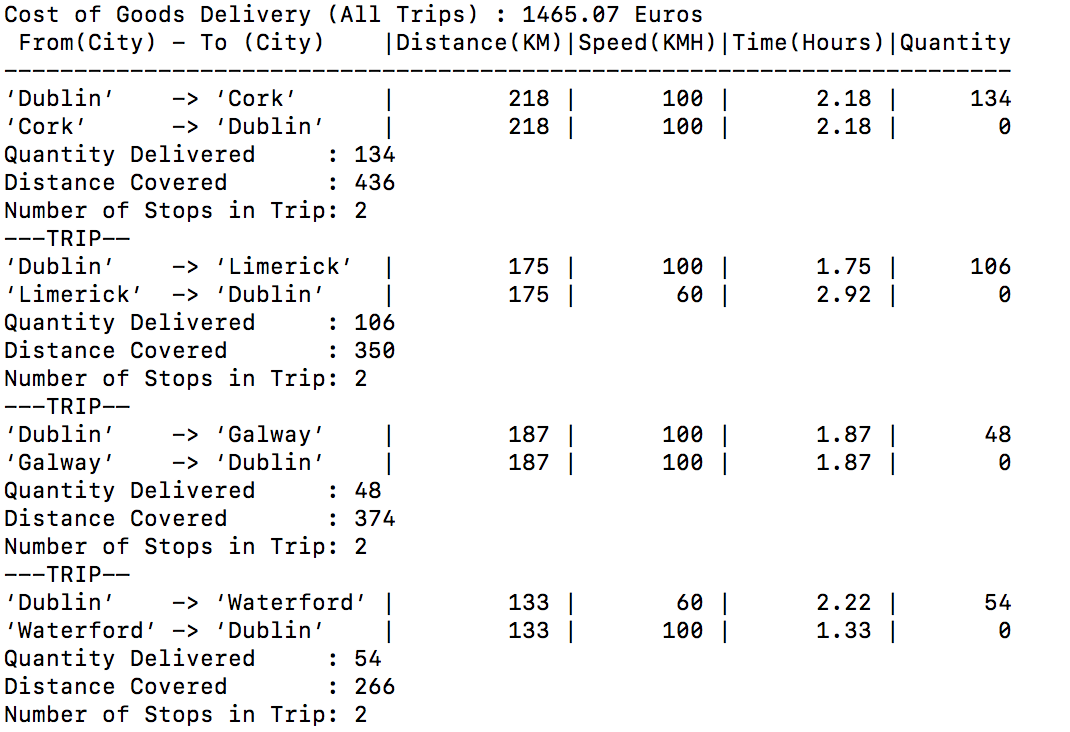 Cost of Goods Delivery (All Trips) : 1465.07 Euros
 From(City) – To (City)    |Distance(KM)|Speed(KMH)|Time(Hours)|Quantity
------------------------------------------------------------------------
‘Dublin’    –> ‘Cork’      |        218 |      100 |      2.18 |     134
‘Cork’      –> ‘Dublin’    |        218 |      100 |      2.18 |       0
Quantity Delivered     : 134
Distance Covered       : 436
Number of Stops in Trip: 2
---TRIP--
‘Dublin’    –> ‘Limerick’  |        175 |      100 |      1.75 |     106
‘Limerick’  –> ‘Dublin’    |        175 |       60 |      2.92 |       0
Quantity Delivered     : 106
Distance Covered       : 350
Number of Stops in Trip: 2
---TRIP--
‘Dublin’    –> ‘Galway’    |        187 |      100 |      1.87 |      48
‘Galway’    –> ‘Dublin’    |        187 |      100 |      1.87 |       0
Quantity Delivered     : 48
Distance Covered       : 374
Number of Stops in Trip: 2
---TRIP--
‘Dublin’    –> ‘Waterford’ |        133 |       60 |      2.22 |      54
‘Waterford’ –> ‘Dublin’    |        133 |      100 |      1.33 |       0
Quantity Delivered     : 54
Distance Covered       : 266
Number of Stops in Trip: 2